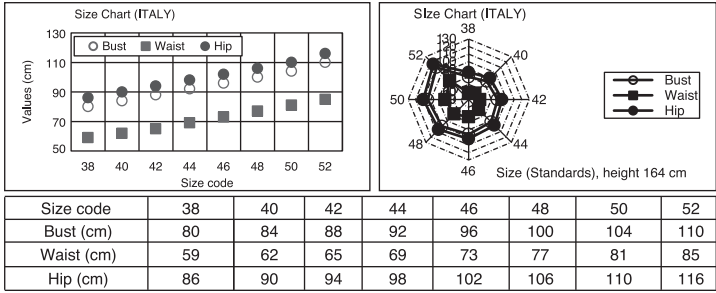 Size Chart (ITALY)
130
110
90
70
50
Values (cm)
Bust Waist Hip
38 40 42 44 46 48 50 52
Size code
SIze Chart (ITALY)
38
130
52
40
50
42
48
44
46
Bust
Waist
Hip
Size (Standards), height 164 cm
Size code 38 40 42 44 46 48 50 52
Bust (cm) 80 84 88 92 96 100 104 110
Waist (cm) 59 62 65 69 73 77 81 85
Hip (cm) 86 90 94 98 102 106 110 116